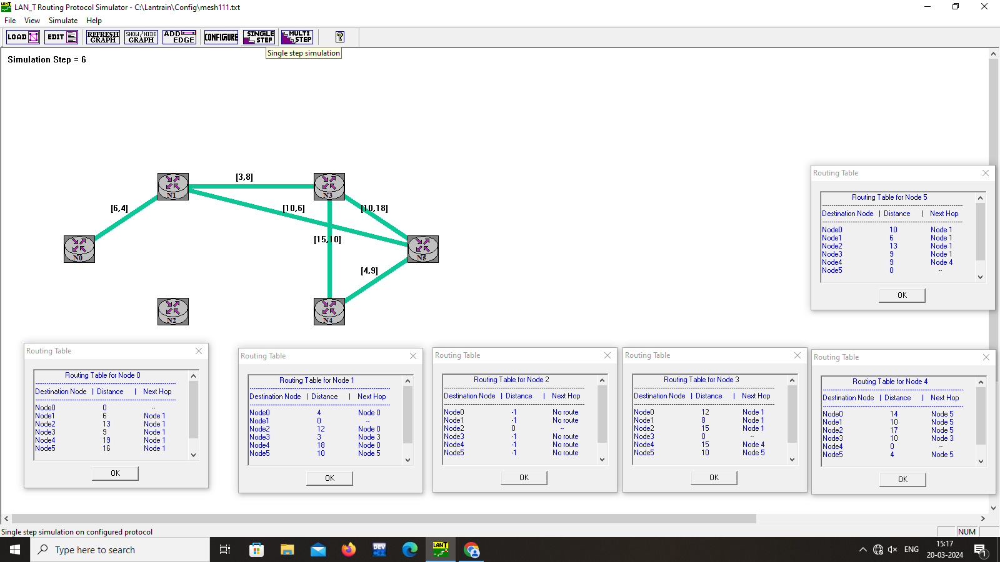 LAN_T Routing Protocol Simulator - C:\Lantrain\Config\mesh111.txt
File View Simulate Help
LOAD EDIT REFRESH GRAPH SHOW/HIDE GRAPH ADD EDGE CONFIGURE SINGLE STEP MULTI STEP ?
Single step simulation
Simulation Step = 6
[3,8]
N1
N3
[6,4]
[10,6]
[10,18]
[15,10]
N0
N5
[4,9]
N2
N4
Routing Table
Routing Table for Node 5
Destination Node | Distance | Next Hop
Node0 10 Node 1
Node1 6 Node 1
Node2 13 Node 1
Node3 9 Node 1
Node4 9 Node 4
Node5 0 --
OK
Routing Table
Routing Table for Node 0
Destination Node | Distance | Next Hop
Node0 0 --
Node1 6 Node 1
Node2 13 Node 1
Node3 9 Node 1
Node4 19 Node 1
Node5 16 Node 1
OK
Routing Table
Routing Table for Node 1
Destination Node | Distance | Next Hop
Node0 4 Node 0
Node1 0 --
Node2 12 Node 0
Node3 3 Node 3
Node4 18 Node 0
Node5 10 Node 5
OK
Routing Table
Routing Table for Node 2
Destination Node | Distance | Next Hop
Node0 -1 No route
Node1 -1 No route
Node2 0 --
Node3 -1 No route
Node4 -1 No route
Node5 -1 No route
OK
Routing Table
Routing Table for Node 3
Destination Node | Distance | Next Hop
Node0 12 Node 1
Node1 8 Node 1
Node2 15 Node 1
Node3 0 --
Node4 15 Node 4
Node5 10 Node 5
OK
Routing Table
Routing Table for Node 4
Destination Node | Distance | Next Hop
Node0 14 Node 5
Node1 10 Node 5
Node2 17 Node 5
Node3 10 Node 3
Node4 0 --
Node5 4 Node 5
OK
Single step simulation on configured protocol
NUM
Type here to search
DEV
LANT
ENG
15:17
20-03-2024
1